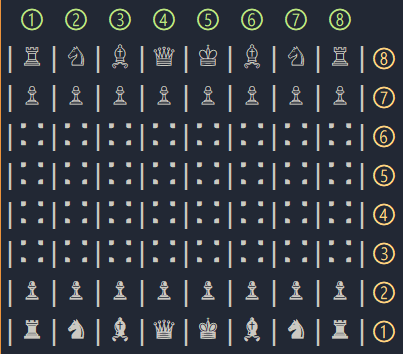 ① ② ③ ④ ⑤ ⑥ ⑦ ⑧
| ♖ | ♘ | ♗ | ♕ | ♔ | ♗ | ♘ | ♖ | ⑧
| ♙ | ♙ | ♙ | ♙ | ♙ | ♙ | ♙ | ♙ | ⑦
| ⛚ | ⛚ | ⛚ | ⛚ | ⛚ | ⛚ | ⛚ | ⛚ | ⑥
| ⛚ | ⛚ | ⛚ | ⛚ | ⛚ | ⛚ | ⛚ | ⛚ | ⑤
| ⛚ | ⛚ | ⛚ | ⛚ | ⛚ | ⛚ | ⛚ | ⛚ | ④
| ⛚ | ⛚ | ⛚ | ⛚ | ⛚ | ⛚ | ⛚ | ⛚ | ③
| ♟ | ♟ | ♟ | ♟ | ♟ | ♟ | ♟ | ♟ | ②
| ♜ | ♞ | ♝ | ♛ | ♚ | ♝ | ♞ | ♜ | ①